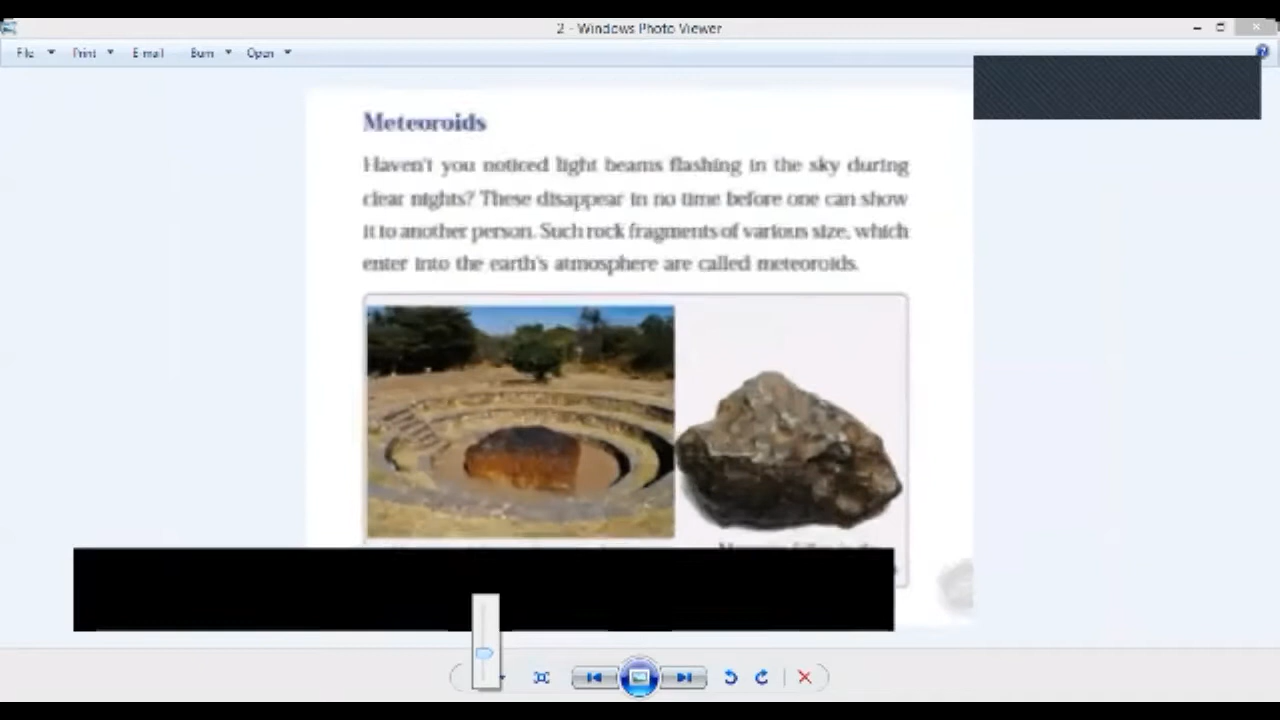 2 - Windows Photo Viewer
File Print E-mail Burn Open
Meteoroids
Haven't you noticed light beams flashing in the sky during
clear nights? These disappear in no time before one can show
it to another person. Such rock fragments of various size, which
enter into the earth's atmosphere are called meteoroids.